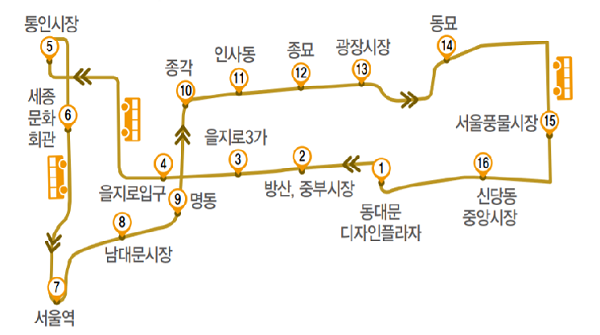 통인시장
5
세종
문화
회관
6
7
서울역
8
남대문시장
9
명동
종각
10
인사동
11
종묘
12
광장시장
13
동묘
14
서울풍물시장
15
16
신당동
중앙시장
1
동대문
디자인플라자
2
방산, 중부시장
을지로3가
3
4
을지로입구